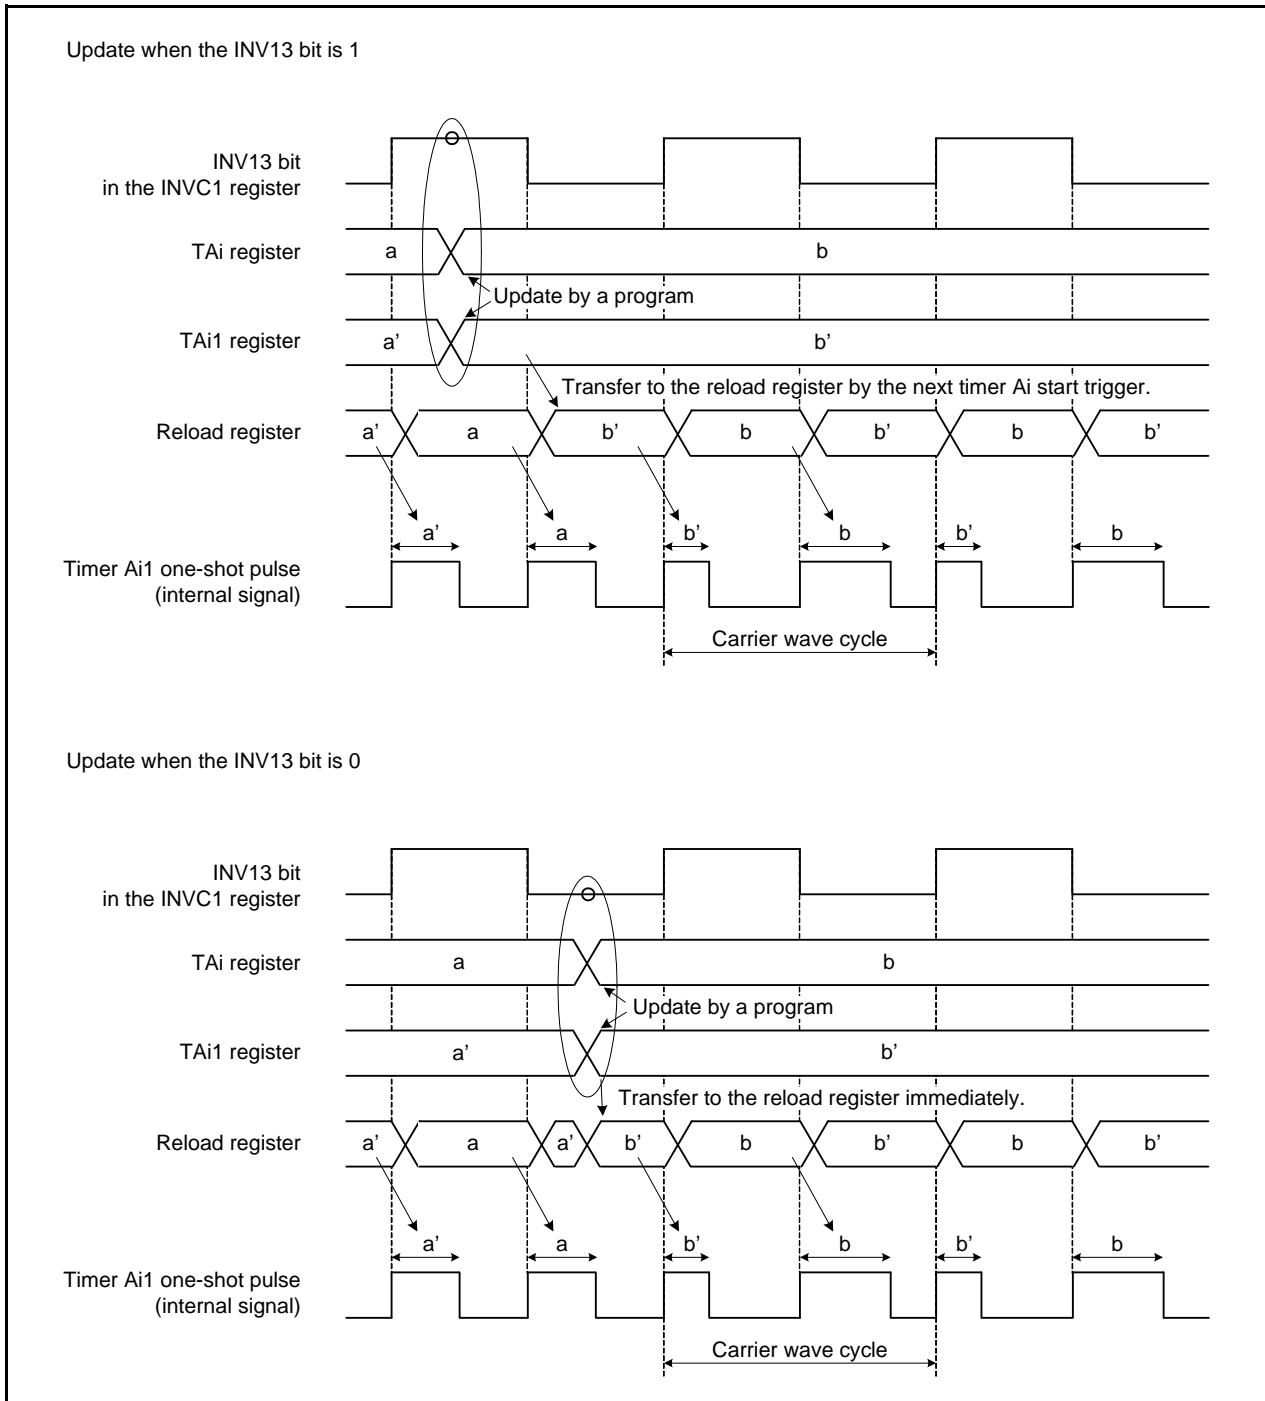 Update when the INV13 bit is 1
INV13 bit
in the INVC1 register
TAi register
a
b
Update by a program
TAi1 register
a’
b’
Transfer to the reload register by the next timer Ai start trigger.
Reload register
a’
a
b’
b
b’
b
b’
a’
a
b’
b
b’
b
Timer Ai1 one-shot pulse
(internal signal)
Carrier wave cycle
Update when the INV13 bit is 0
INV13 bit
in the INVC1 register
TAi register
a
b
Update by a program
TAi1 register
a’
b’
Transfer to the reload register immediately.
Reload register
a’
a
a’
b’
b
b’
b
b’
a’
a
b’
b
b’
b
Timer Ai1 one-shot pulse
(internal signal)
Carrier wave cycle